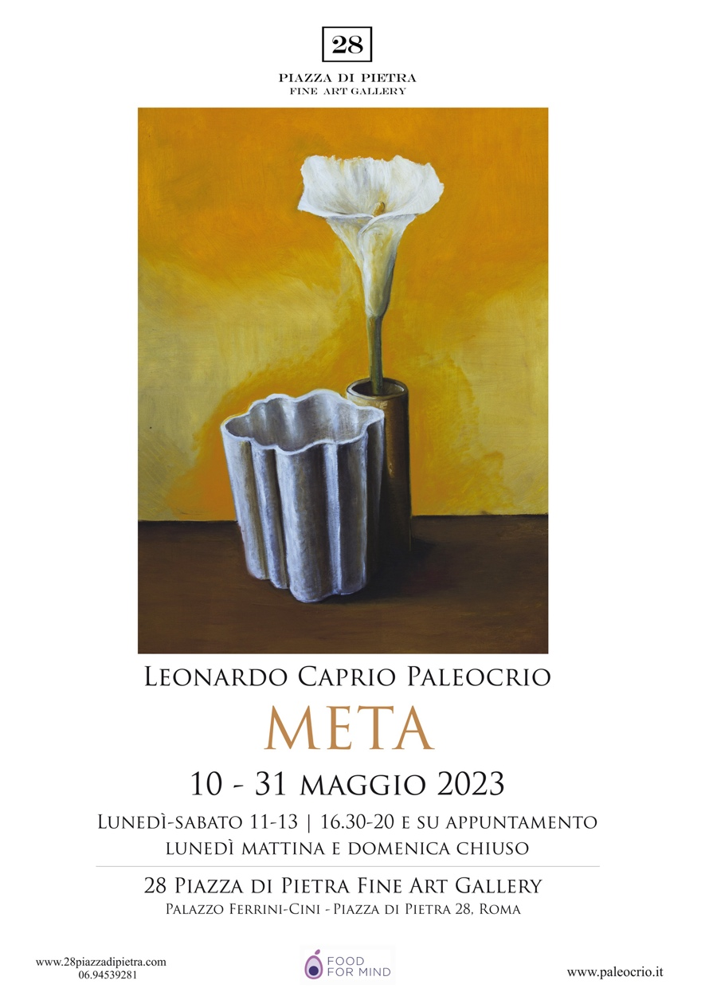 28
PIAZZA DI PIETRA
FINE ART GALLERY
LEONARDO CAPRIO PALEOCRIO
META
10 - 31 MAGGIO 2023
LUNEDÌ-SABATO 11-13 | 16.30-20 E SU APPUNTAMENTO
LUNEDÌ MATTINA E DOMENICA CHIUSO
28 PIAZZA DI PIETRA FINE ART GALLERY
PALAZZO FERRINI-CINI - PIAZZA DI PIETRA 28, ROMA
www.28piazzadipietra.com
06.94539281
FOOD
FOR MIND
www.paleocrio.it